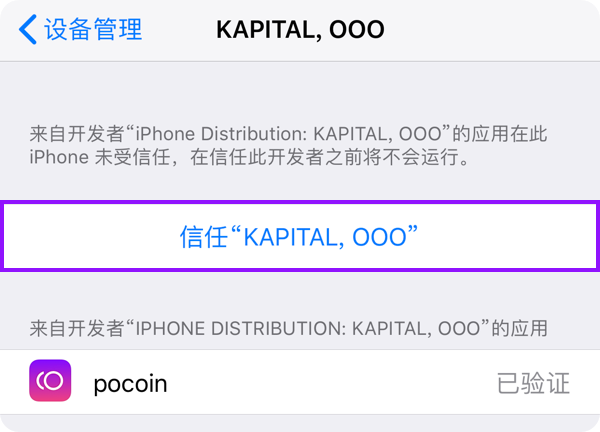 设备管理
KAPITAL, OOO
来自开发者“iPhone Distribution: KAPITAL, OOO”的应用在此
iPhone 未受信任，在信任此开发者之前将不会运行。
信任“KAPITAL, OOO”
来自开发者“IPHONE DISTRIBUTION: KAPITAL, OOO”的应用
pocoin 已验证